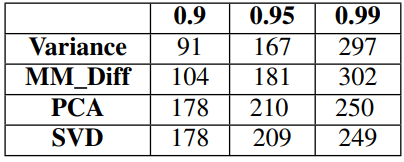 0.9 0.95 0.99
Variance 91 167 297
MM_Diff 104 181 302
PCA 178 210 250
SVD 178 209 249